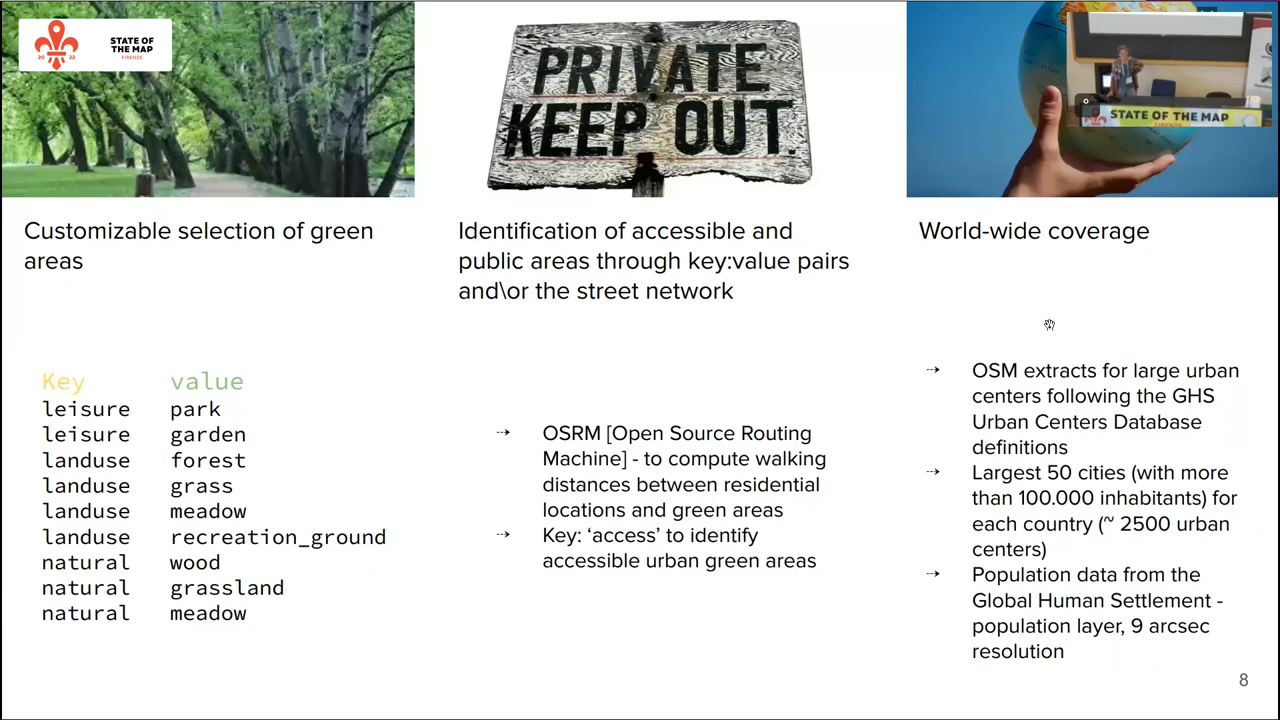 STATE OF
THE MAP
2022
FIRENZE
PRIVATE
KEEP OUT.
STATE OF THE MAP
FIRENZE
Customizable selection of green
areas
Key value
leisure park
leisure garden
landuse forest
landuse grass
landuse meadow
landuse recreation_ground
natural wood
natural grassland
natural meadow
Identification of accessible and
public areas through key:value pairs
and\or the street network
⇢ OSRM [Open Source Routing
Machine] - to compute walking
distances between residential
locations and green areas
⇢ Key: ‘access’ to identify
accessible urban green areas
World-wide coverage
⇢ OSM extracts for large urban
centers following the GHS
Urban Centers Database
definitions
⇢ Largest 50 cities (with more
than 100.000 inhabitants) for
each country (~ 2500 urban
centers)
⇢ Population data from the
Global Human Settlement -
population layer, 9 arcsec
resolution
8